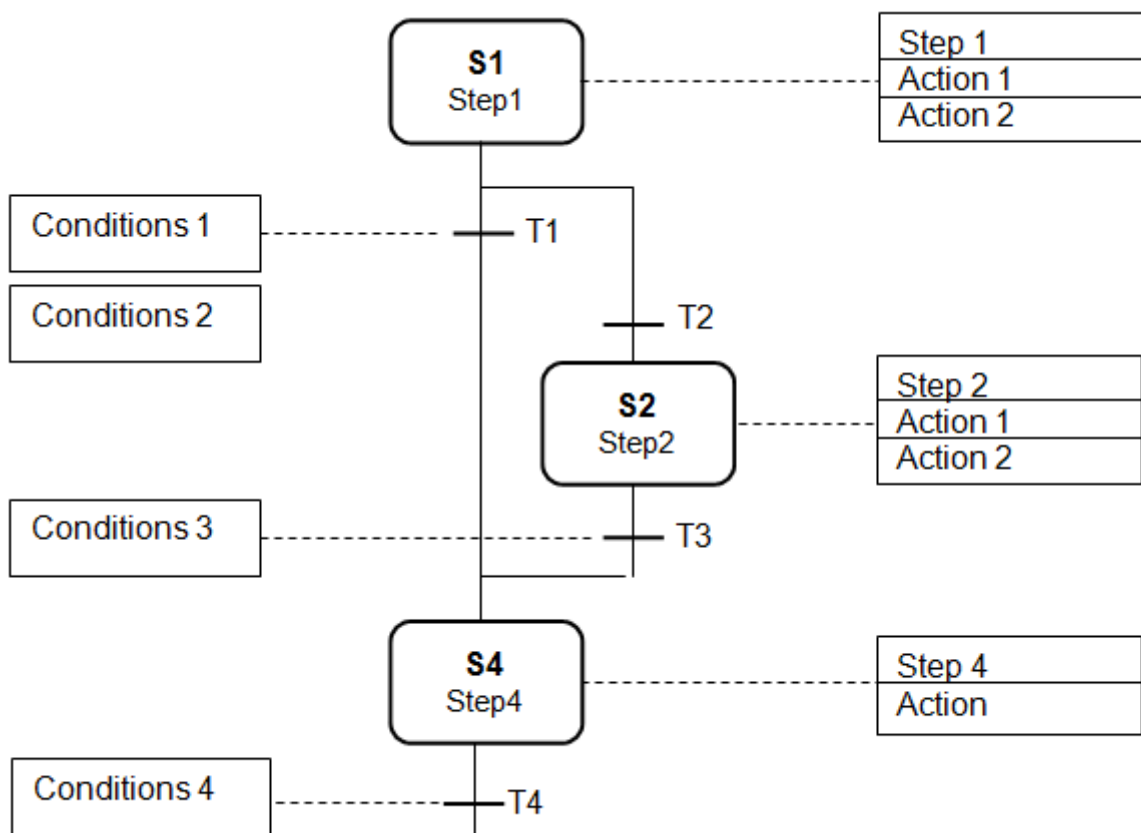 S1
Step1
Step 1
Action 1
Action 2
Conditions 1
T1
Conditions 2
T2
S2
Step2
Step 2
Action 1
Action 2
Conditions 3
T3
S4
Step4
Step 4
Action
Conditions 4
T4